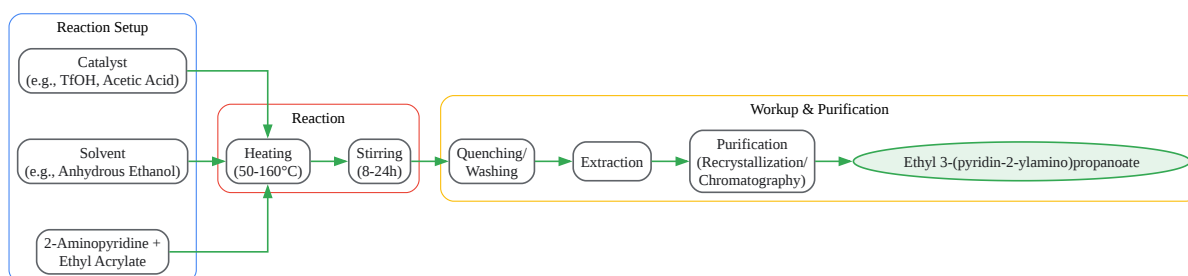 Reaction Setup
Catalyst
(e.g., TfOH, Acetic Acid)
Solvent
(e.g., Anhydrous Ethanol)
2-Aminopyridine +
Ethyl Acrylate
Reaction
Heating
(50-160°C)
Stirring
(8-24h)
Workup & Purification
Quenching/
Washing
Extraction
Purification
(Recrystallization/
Chromatography)
Ethyl 3-(pyridin-2-ylamino)propanoate